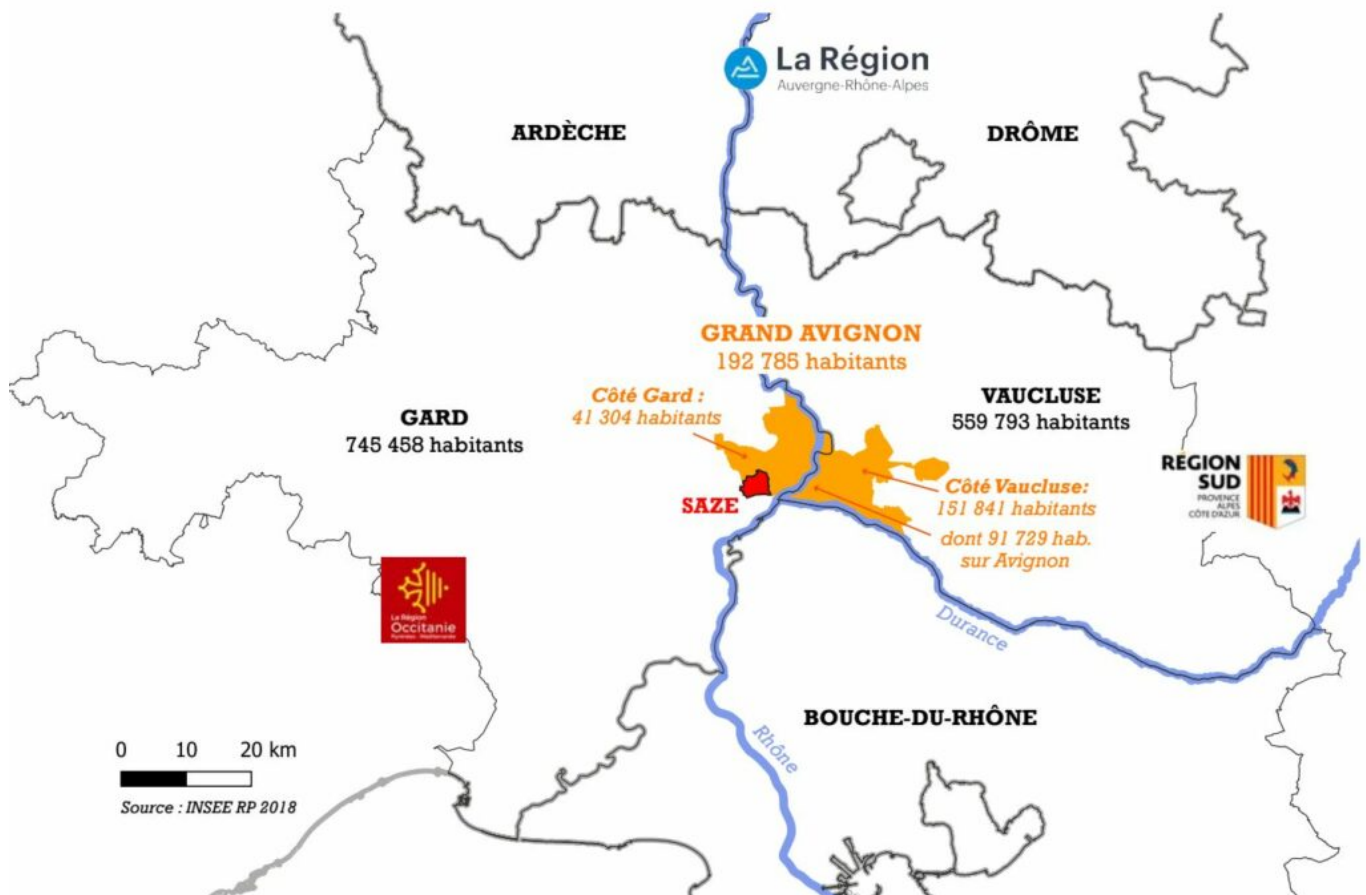 La Région
Auvergne-Rhône-Alpes
ARDÈCHE
DRÔME
GRAND AVIGNON
192 785 habitants
Côté Gard :
41 304 habitants
GARD
745 458 habitants
VAUCLUSE
559 793 habitants
RÉGION
SUD
PROVENCE
ALPES
CÔTE D'AZUR
SAZE
Côté Vaucluse:
151 841 habitants
dont 91 729 hab.
sur Avignon
La Région
Occitanie
Pyrénées - Méditerranée
Durance
BOUCHE-DU-RHÔNE
Rhône
0 10 20 km
Source : INSEE RP 2018